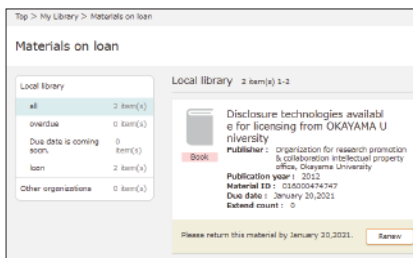 Top > My Library > Materials on loan
Materials on loan
Local library
all 2 item(s)
overdue 0 item(s)
Due date is coming 0
soon. item(s)
loan 2 item(s)
Other organizations 0 item(s)
Local library 2 item(s) 1-2
Book
Disclosure technologies availabl
e for licensing from OKAYAMA U
niversity
Publisher : Organization for research promotion
& collaboration intellectual property
office, Okayama University
Publication year : 2012
Material ID : 016000474747
Due date : January 20,2021
Extend count : 0
Please return this material by January 20,2021. Renew